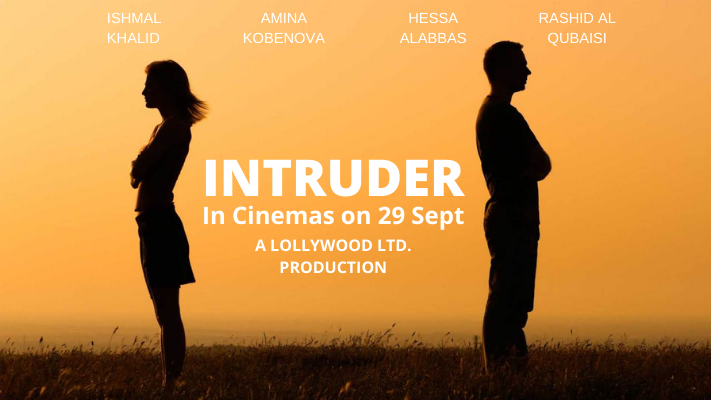 ISHMAL
KHALID
AMINA
KOBENOVA
HESSA
ALABBAS
RASHID AL
QUBAISI
INTRUDER
In Cinemas on 29 Sept
A LOLLYWOOD LTD.
PRODUCTION